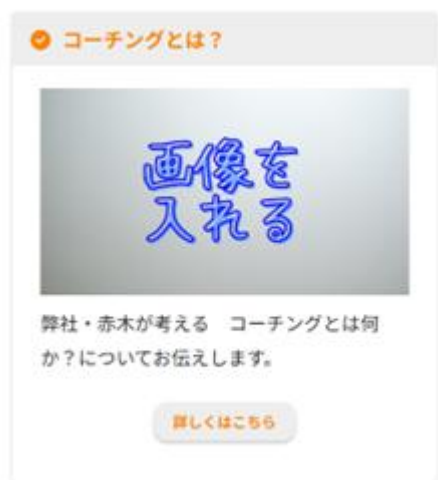 コーチングとは？
画像を
入れる
弊社・赤木が考える　コーチングとは何
か？についてお伝えします。
詳しくはこちら